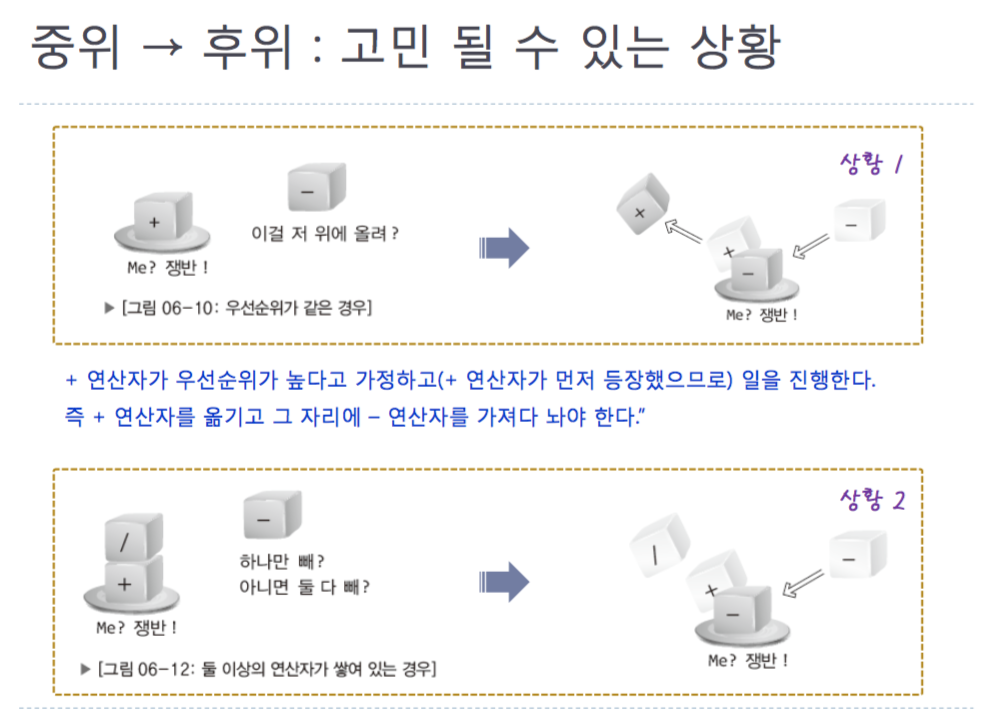 중위 → 후위 : 고민 될 수 있는 상황
상황 1
+
−
이걸 저 위에 올려?
Me? 쟁반!
▶ [그림 06-10: 우선순위가 같은 경우]
×
+
−
−
Me? 쟁반!
+ 연산자가 우선순위가 높다고 가정하고(+ 연산자가 먼저 등장했으므로) 일을 진행한다.
즉 + 연산자를 옮기고 그 자리에 – 연산자를 가져다 놔야 한다.”
상황 2
/
+
−
하나만 빼?
아니면 둘 다 빼?
Me? 쟁반!
▶ [그림 06-12: 둘 이상의 연산자가 쌓여 있는 경우]
/
+
−
−
Me? 쟁반!